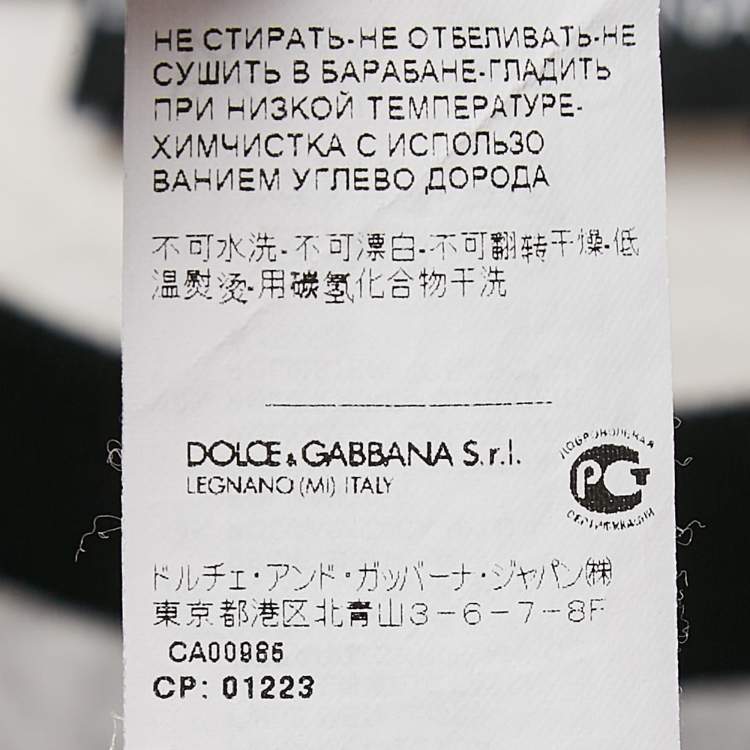 НЕ СТИРАТЬ-НЕ ОТБЕЛИВАТЬ-НЕ
СУШИТЬ В БАРАБАНЕ-ГЛАДИТЬ
ПРИ НИЗКОЙ ТЕМПЕРАТУРЕ-
ХИМЧИСТКА С ИСПОЛЬЗО
ВАНИЕМ УГЛЕВО ДОРОДА
不可水洗-不可漂白-不可翻转干燥-低
温熨烫-用碳氢化合物干洗
DOLCE & GABBANA S.r.l.
LEGNANO (MI) ITALY
ДОБРОВОЛЬНАЯ
РСТ
СЕРТИФИКАЦИЯ
ドルチェ・アンド・ガッバーナ・ジャパン㈱
東京都港区北青山3-6-7-8F
CA00986
CP: 01223